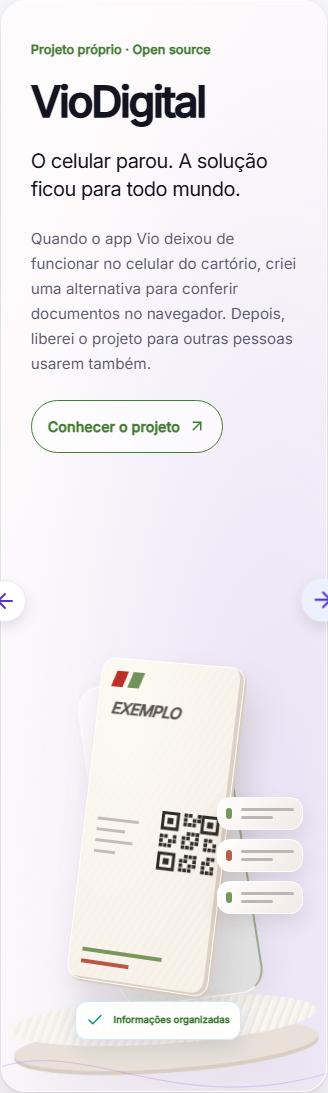 Projeto próprio · Open source
VioDigital
O celular parou. A solução
ficou para todo mundo.
Quando o app Vio deixou de
funcionar no celular do cartório, criei
uma alternativa para conferir
documentos no navegador. Depois,
liberei o projeto para outras pessoas
usarem também.
Conhecer o projeto
EXEMPLO
Informações organizadas